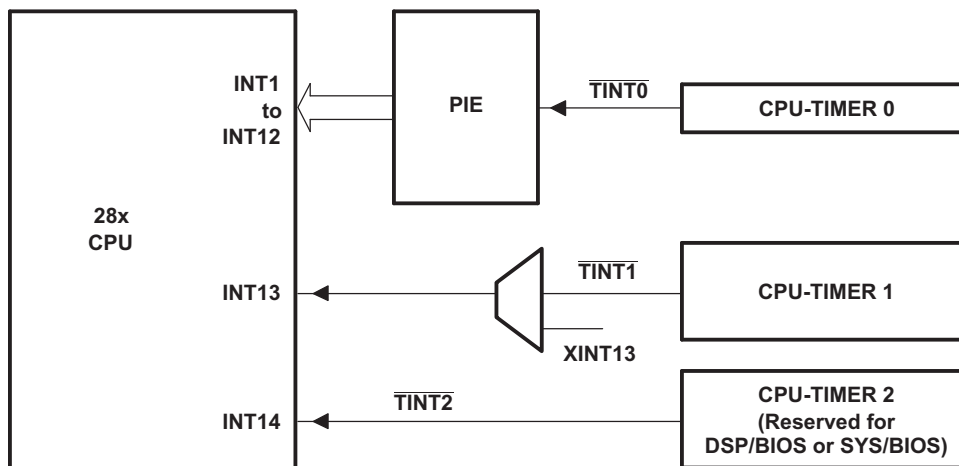 INT1
to
INT12
PIE
TINT0
CPU-TIMER 0
28x
CPU
INT13
TINT1
CPU-TIMER 1
XINT13
INT14
TINT2
CPU-TIMER 2
(Reserved for
DSP/BIOS or SYS/BIOS)